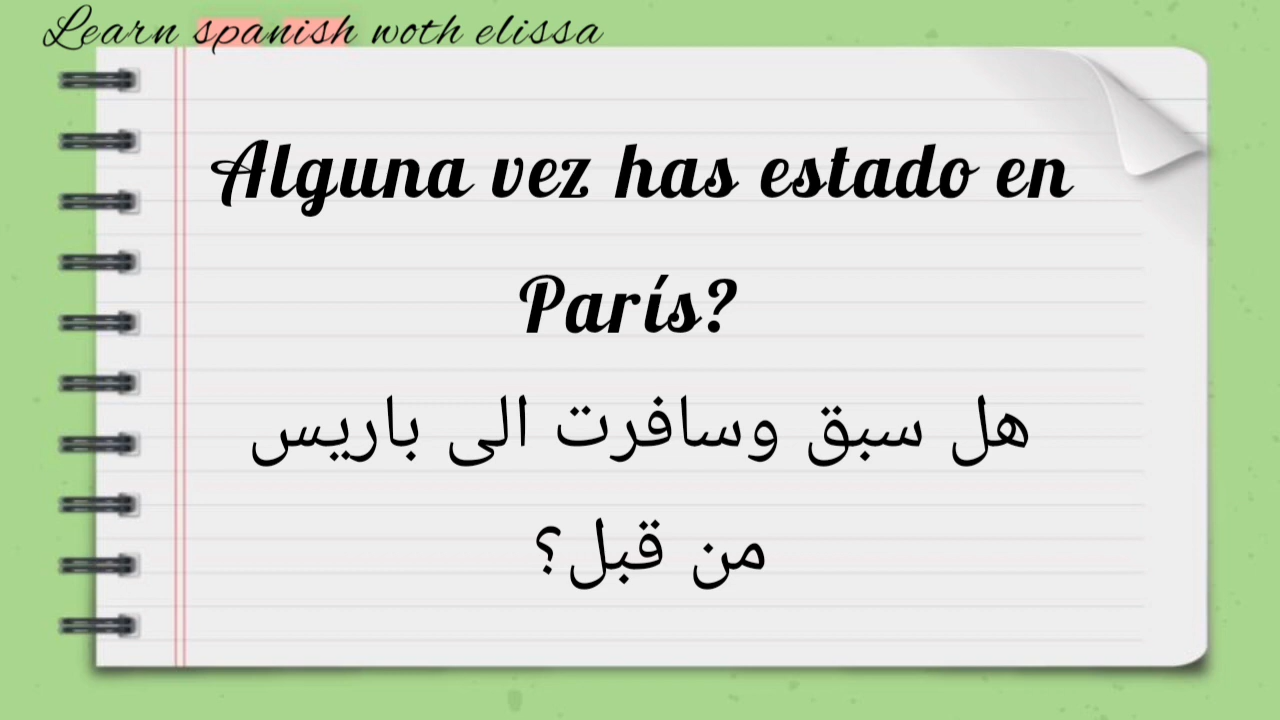 Learn spanish woth elissa
Alguna vez has estado en
París?
هل سبق وسافرت الى باريس
من قبل؟